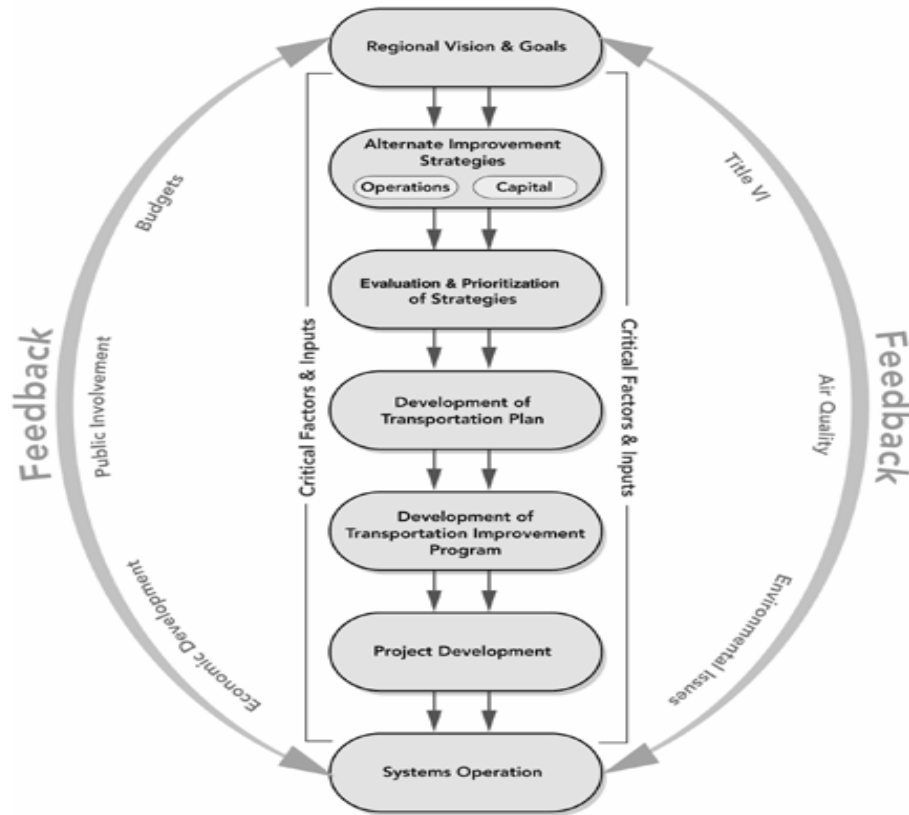 Regional Vision & Goals
Alternate Improvement
Strategies
Operations
Capital
Evaluation & Prioritization
of Strategies
Development of
Transportation Plan
Development of
Transportation Improvement
Program
Project Development
Systems Operation
Critical Factors & Inputs
Critical Factors & Inputs
Feedback
Budgets
Public Involvement
Economic Development
Title VI
Air Quality
Environmental Issues
Feedback